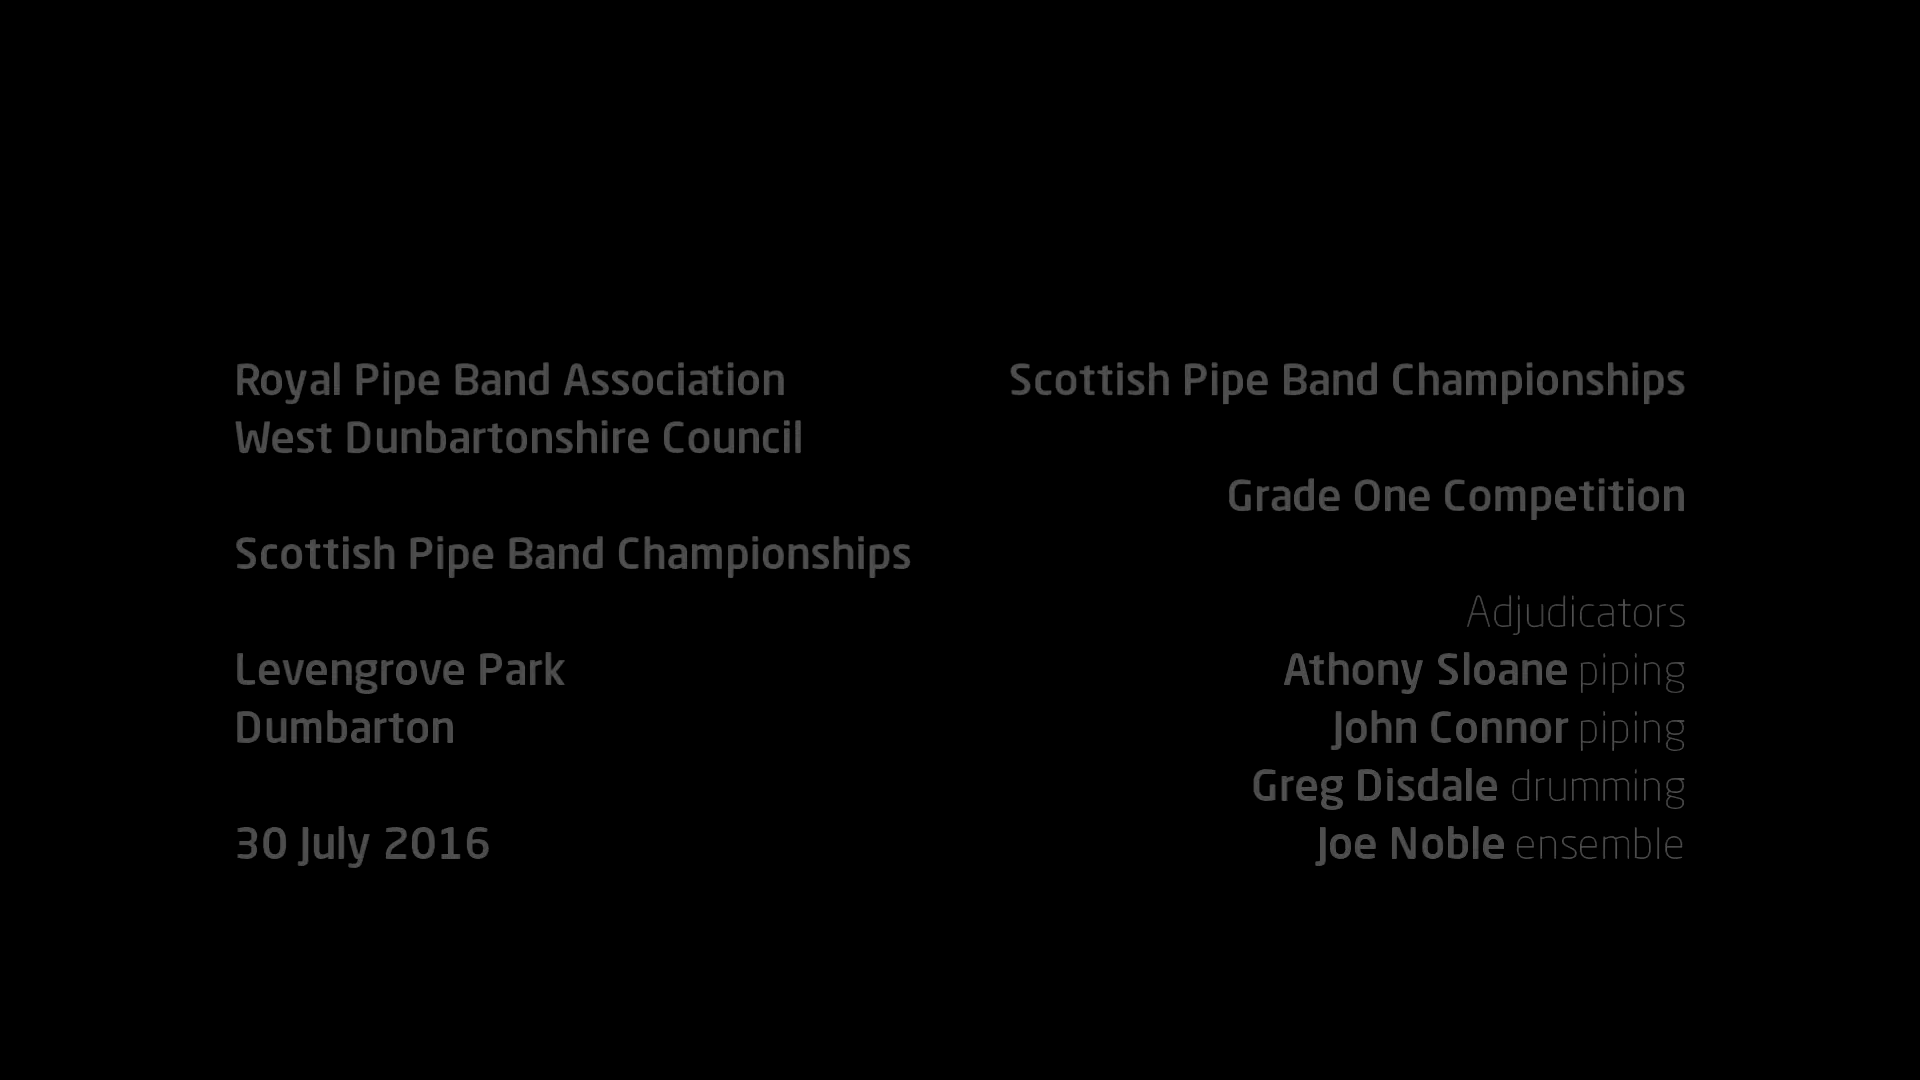 Royal Pipe Band Association
West Dunbartonshire Council
Scottish Pipe Band Championships
Levengrove Park
Dumbarton
30 July 2016
Scottish Pipe Band Championships
Grade One Competition
Adjudicators
Athony Sloane piping
John Connor piping
Greg Disdale drumming
Joe Noble ensemble